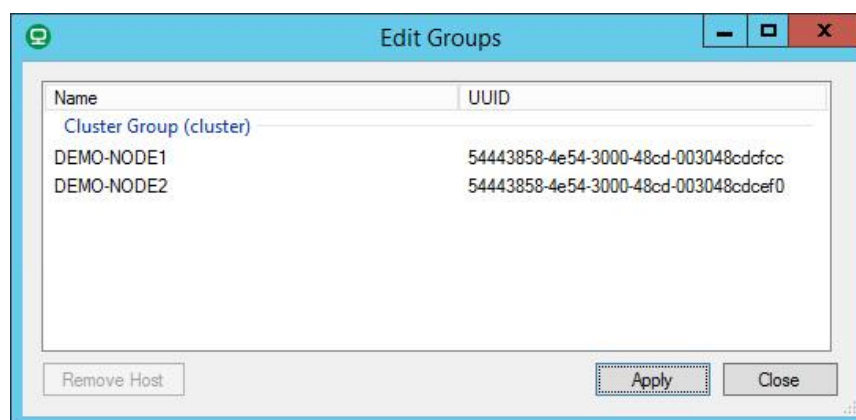 Edit Groups
Name UUID
Cluster Group (cluster)
DEMO-NODE1 54443858-4e54-3000-48cd-003048cdcfcc
DEMO-NODE2 54443858-4e54-3000-48cd-003048cdcef0
Remove Host Apply Close